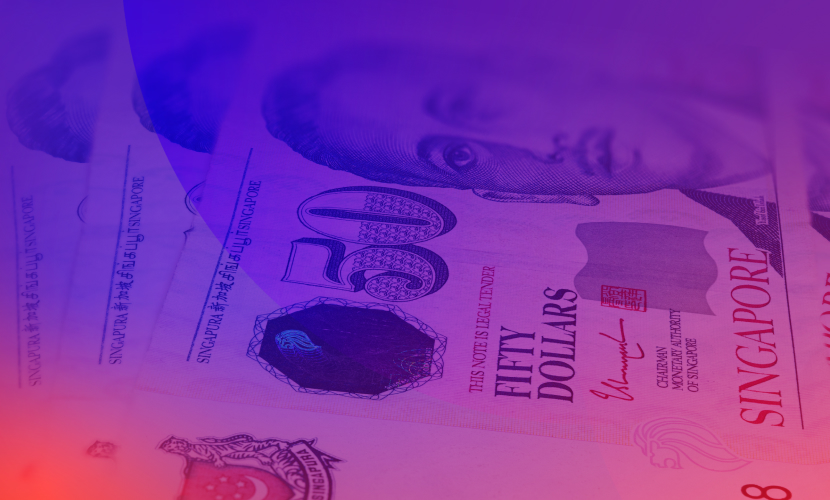 SINGAPURA 新加坡 சிங்கப்பூர் SINGAPORE
SINGAPURA 新加坡 சிங்கப்பூர் SINGAPORE
SINGAPURA 新加坡 சிங்கப்பூர் SINGAPORE
50
THIS NOTE IS LEGAL TENDER
FIFTY
DOLLARS
CHAIRMAN
MONETARY AUTHORITY
OF SINGAPORE
SINGAPORE
SINGAPURA
8